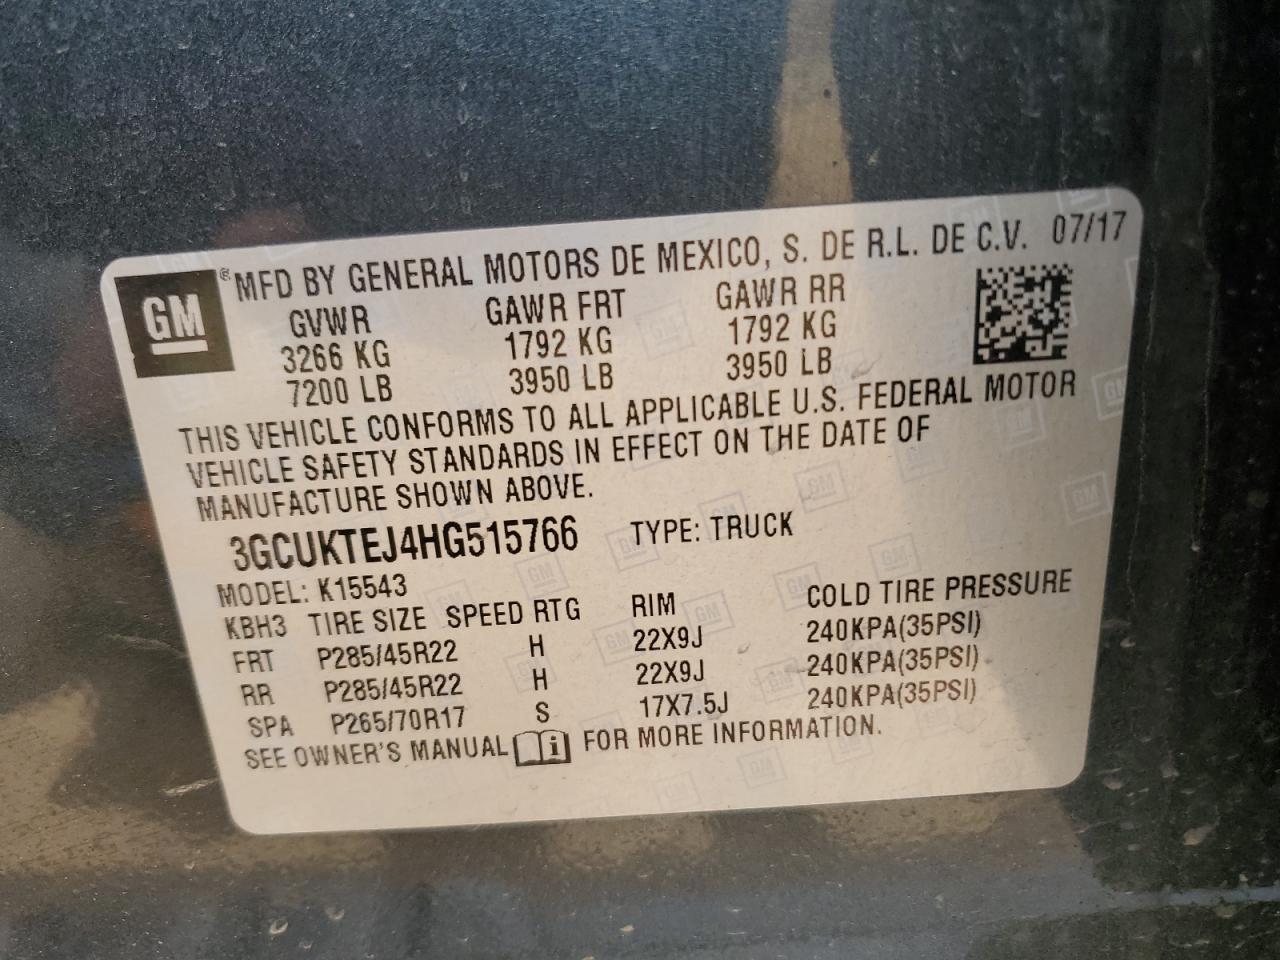 GM ® MFD BY GENERAL MOTORS DE MEXICO, S. DE R.L. DE C.V. 07/17
GVWR GAWR FRT GAWR RR
3266 KG 1792 KG 1792 KG
7200 LB 3950 LB 3950 LB
THIS VEHICLE CONFORMS TO ALL APPLICABLE U.S. FEDERAL MOTOR
VEHICLE SAFETY STANDARDS IN EFFECT ON THE DATE OF
MANUFACTURE SHOWN ABOVE.
3GCUKTEJ4HG515766 TYPE: TRUCK
MODEL: K15543
KBH3 TIRE SIZE SPEED RTG RIM COLD TIRE PRESSURE
FRT P285/45R22 H 22X9J 240KPA(35PSI)
RR P285/45R22 H 22X9J 240KPA(35PSI)
SPA P265/70R17 S 17X7.5J 240KPA(35PSI)
SEE OWNER'S MANUAL i FOR MORE INFORMATION.